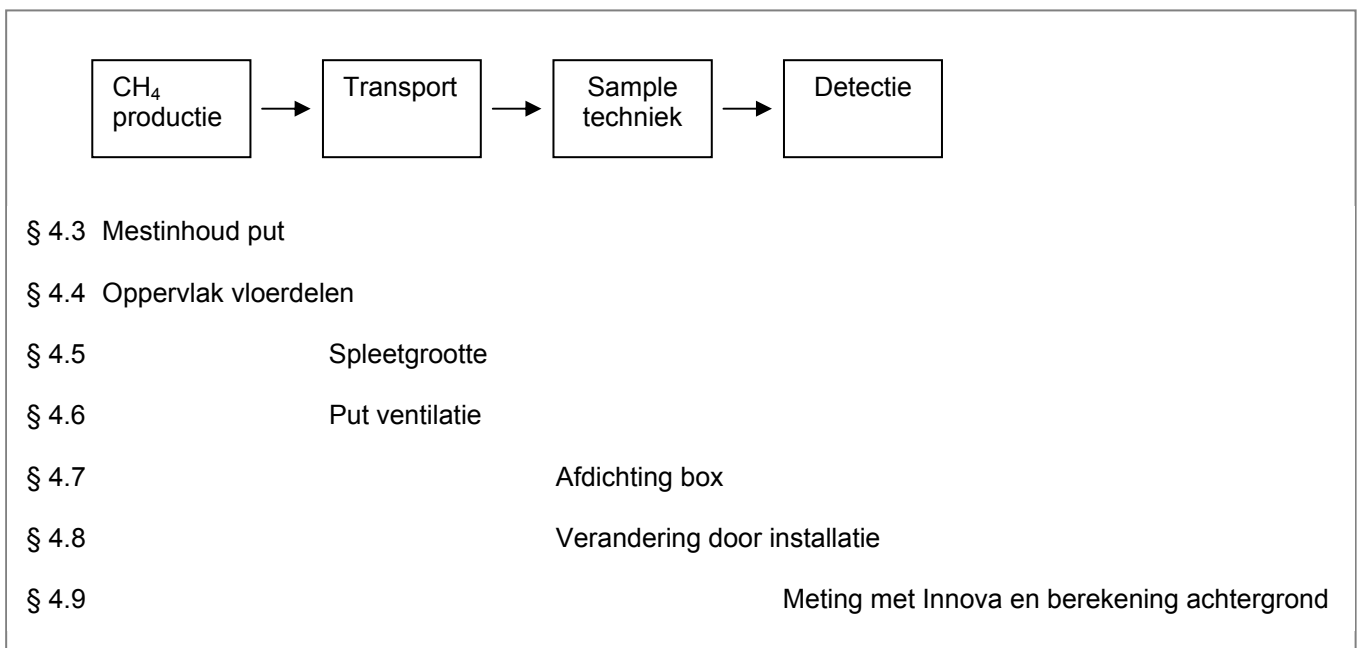 CH₄ productie
Transport
Sample techniek
Detectie
§ 4.3 Mestinhoud put
§ 4.4 Oppervlak vloerdelen
§ 4.5 Spleetgrootte
§ 4.6 Put ventilatie
§ 4.7 Afdichting box
§ 4.8 Verandering door installatie
§ 4.9 Meting met Innova en berekening achtergrond